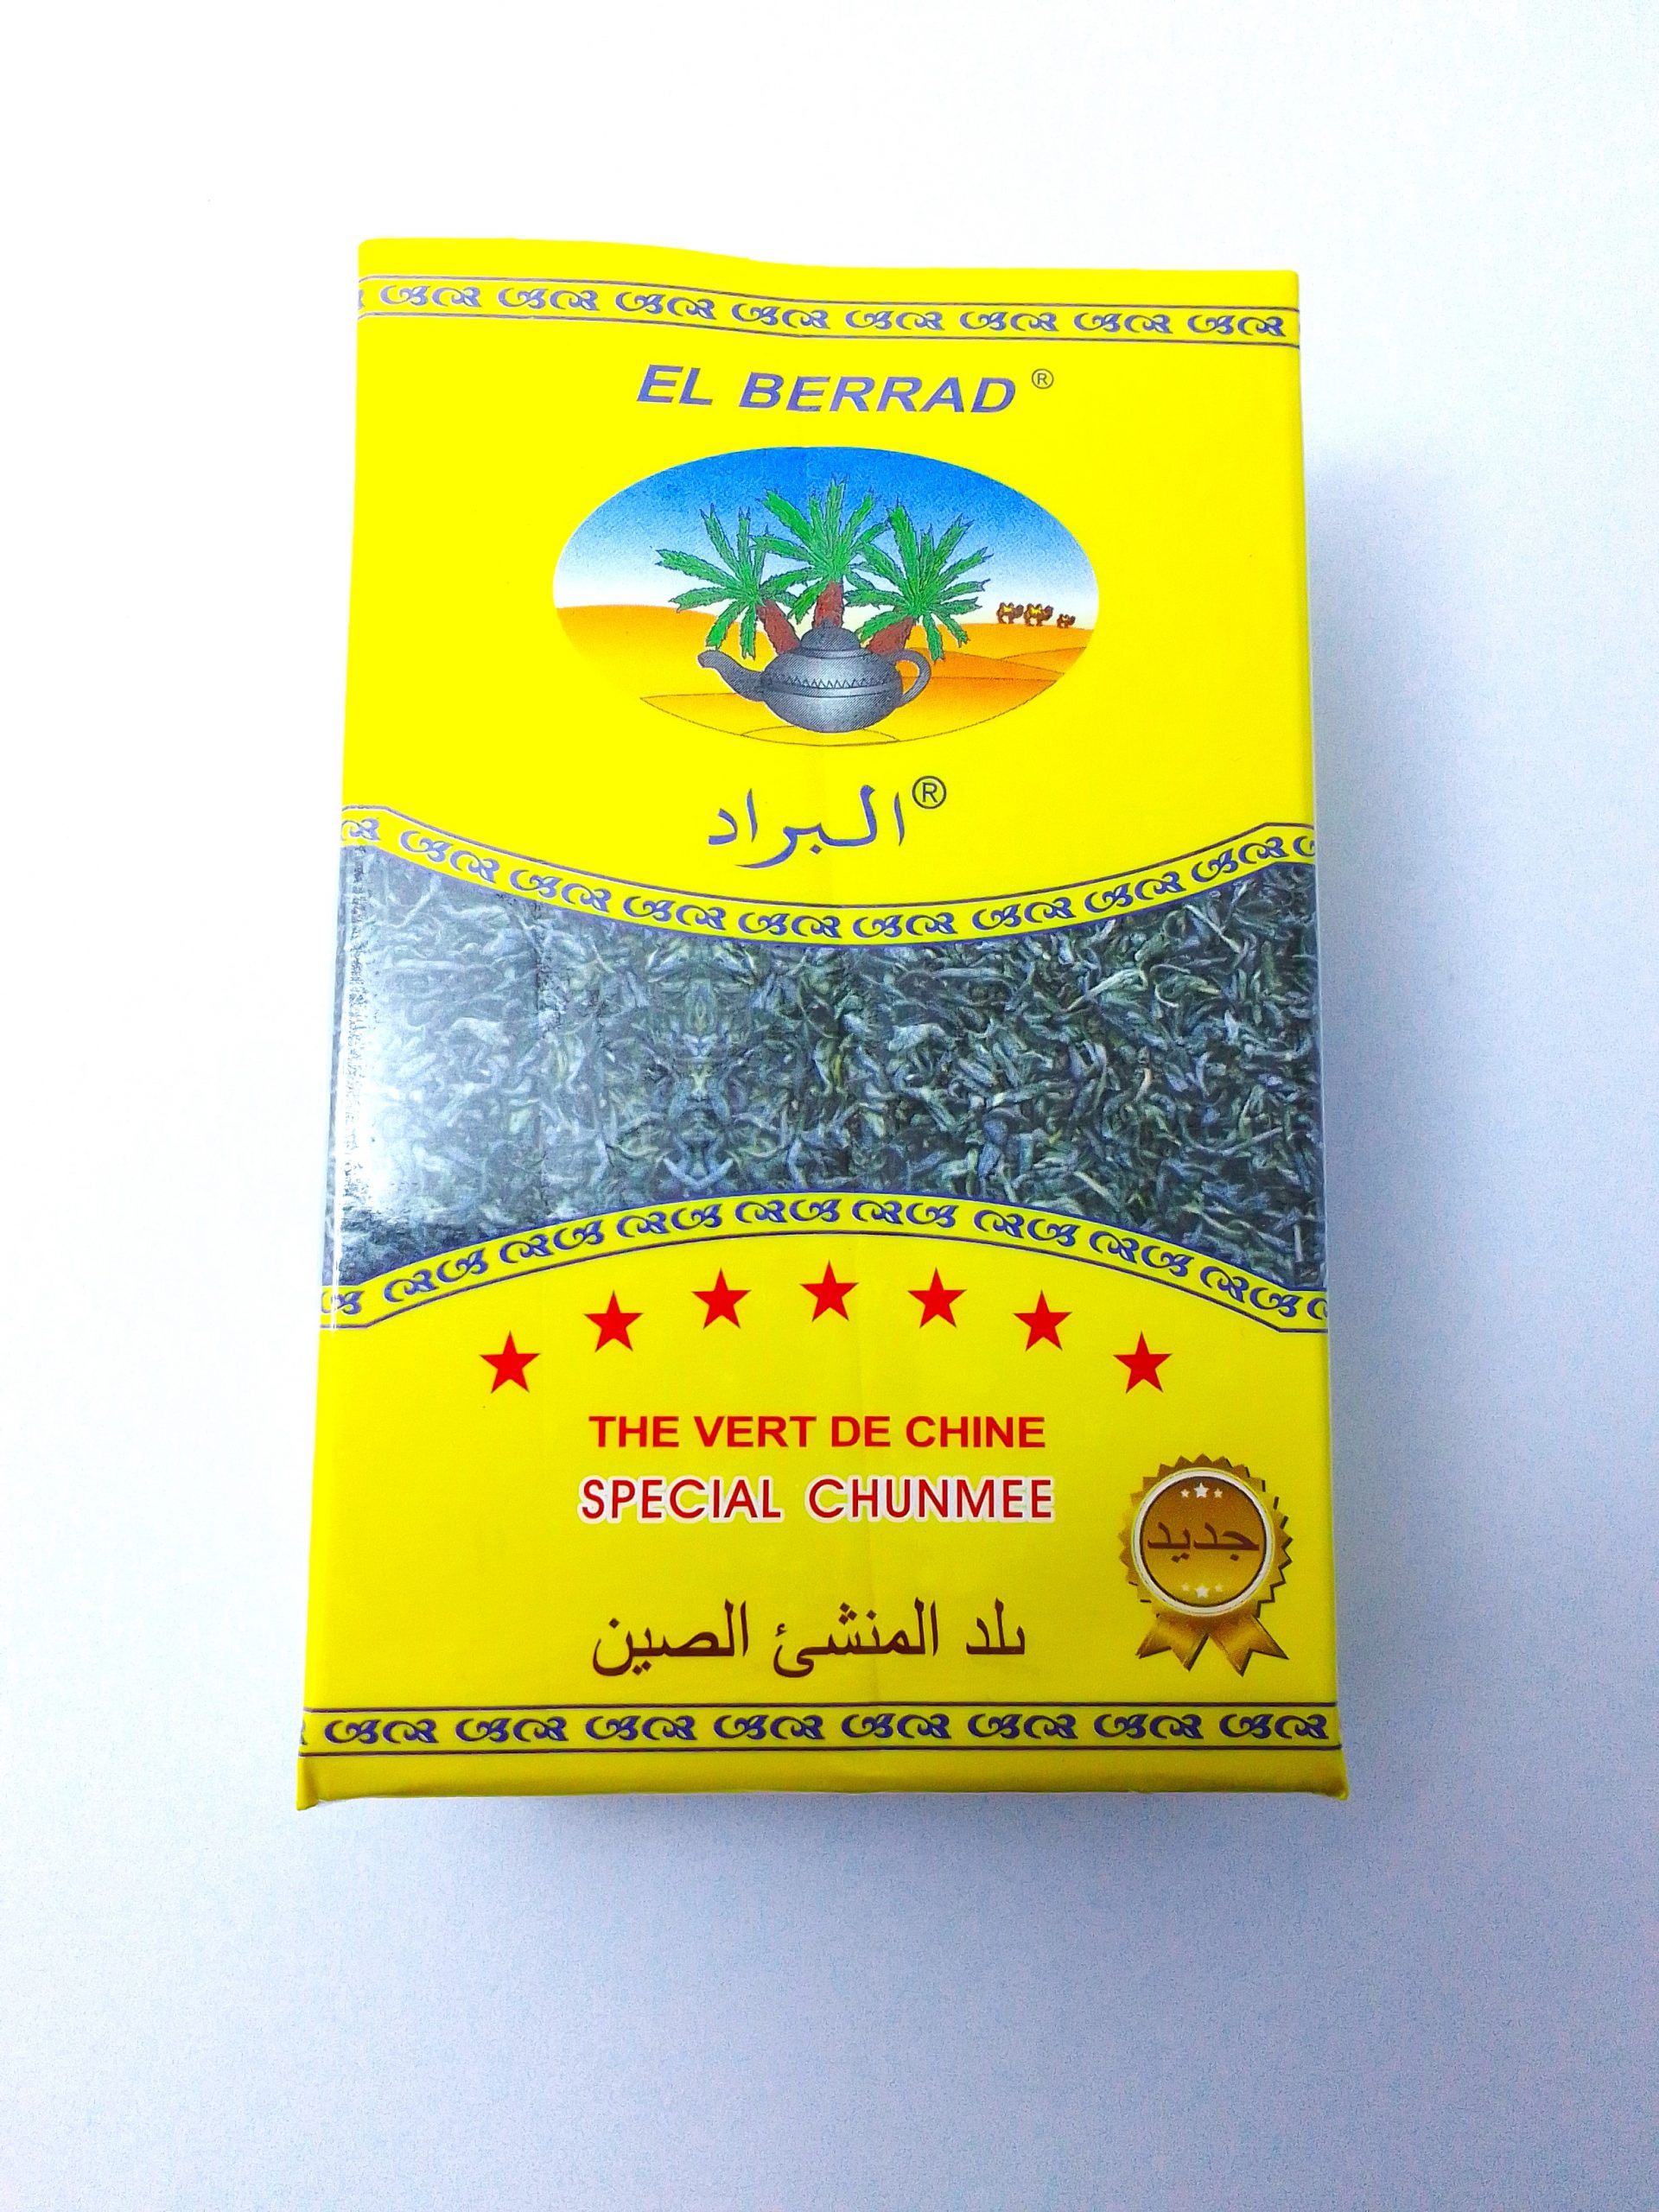 EL BERRAD®
البراد®
THE VERT DE CHINE
SPECIAL CHUNMEE
جديد
بلد المنشئ الصين